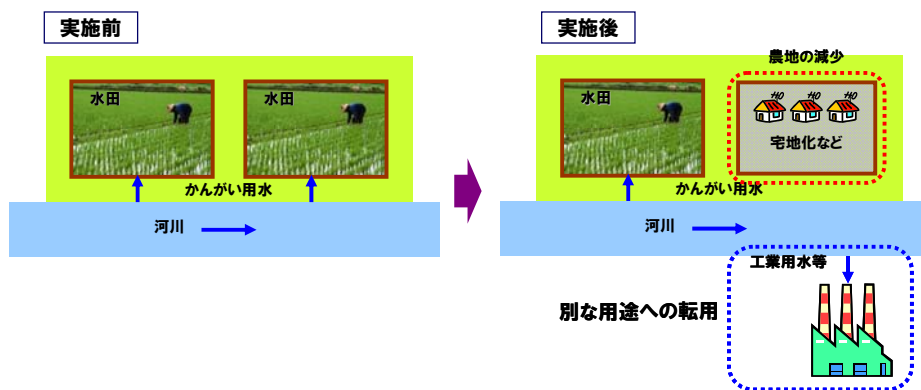 実施前
水田
水田
かんがい用水
河川
実施後
農地の減少
水田
宅地化など
かんがい用水
河川
工業用水等
別な用途への転用